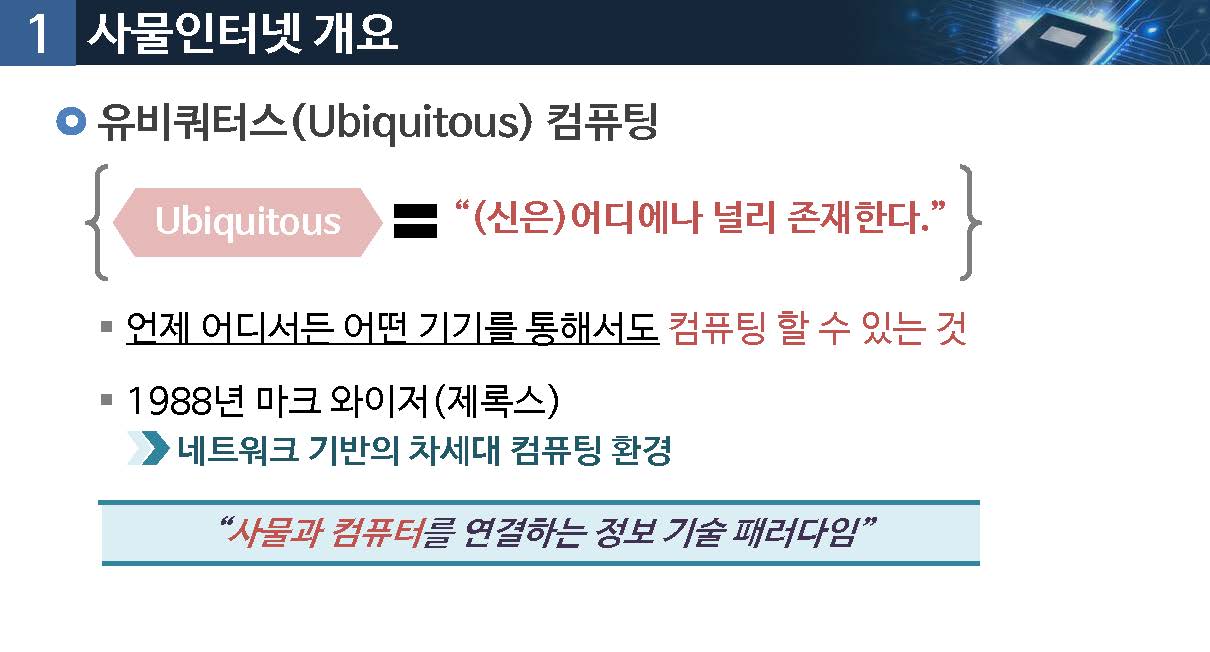 1 사물인터넷 개요
유비쿼터스(Ubiquitous) 컴퓨팅
Ubiquitous = “(신은)어디에나 널리 존재한다.”
언제 어디서든 어떤 기기를 통해서도 컴퓨팅 할 수 있는 것
1988년 마크 와이저(제록스)
네트워크 기반의 차세대 컴퓨팅 환경
“사물과 컴퓨터를 연결하는 정보 기술 패러다임”